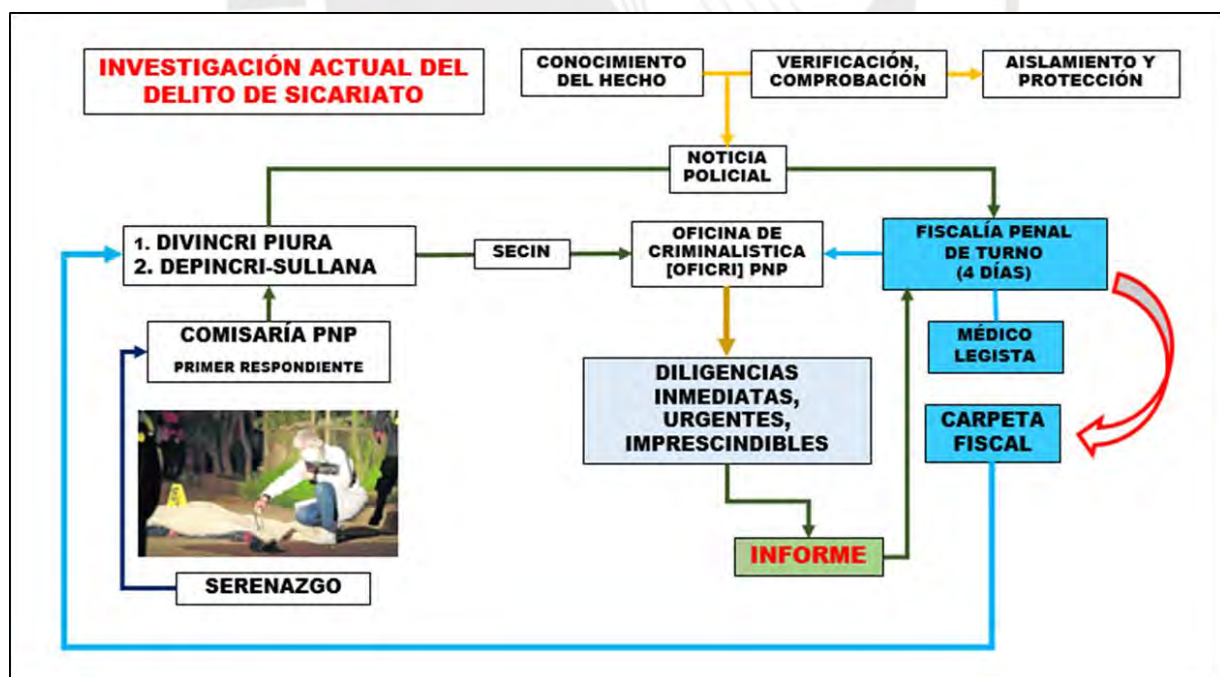 INVESTIGACIÓN ACTUAL DEL
DELITO DE SICARIATO
CONOCIMIENTO
DEL HECHO
VERIFICACIÓN,
COMPROBACIÓN
AISLAMIENTO Y
PROTECCIÓN
NOTICIA
POLICIAL
1. DIVINCRI PIURA
2. DEPINCRI-SULLANA
SECIN
OFICINA DE
CRIMINALISTICA
[OFICRI] PNP
FISCALÍA PENAL
DE TURNO
(4 DÍAS)
COMISARÍA PNP
PRIMER RESPONDIENTE
MÉDICO
LEGISTA
DILIGENCIAS
INMEDIATAS,
URGENTES,
IMPRESCINDIBLES
CARPETA
FISCAL
INFORME
SERENAZGO